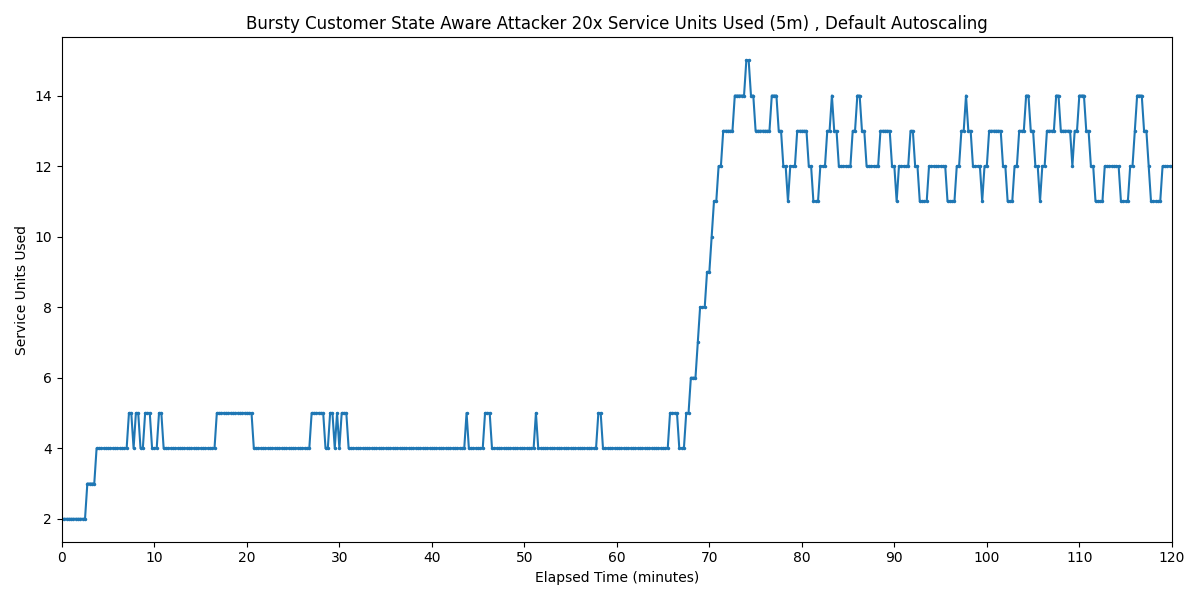 Bursty Customer State Aware Attacker 20x Service Units Used (5m) , Default Autoscaling
Service Units Used
14
12
10
8
6
4
2
0 10 20 30 40 50 60 70 80 90 100 110 120
Elapsed Time (minutes)